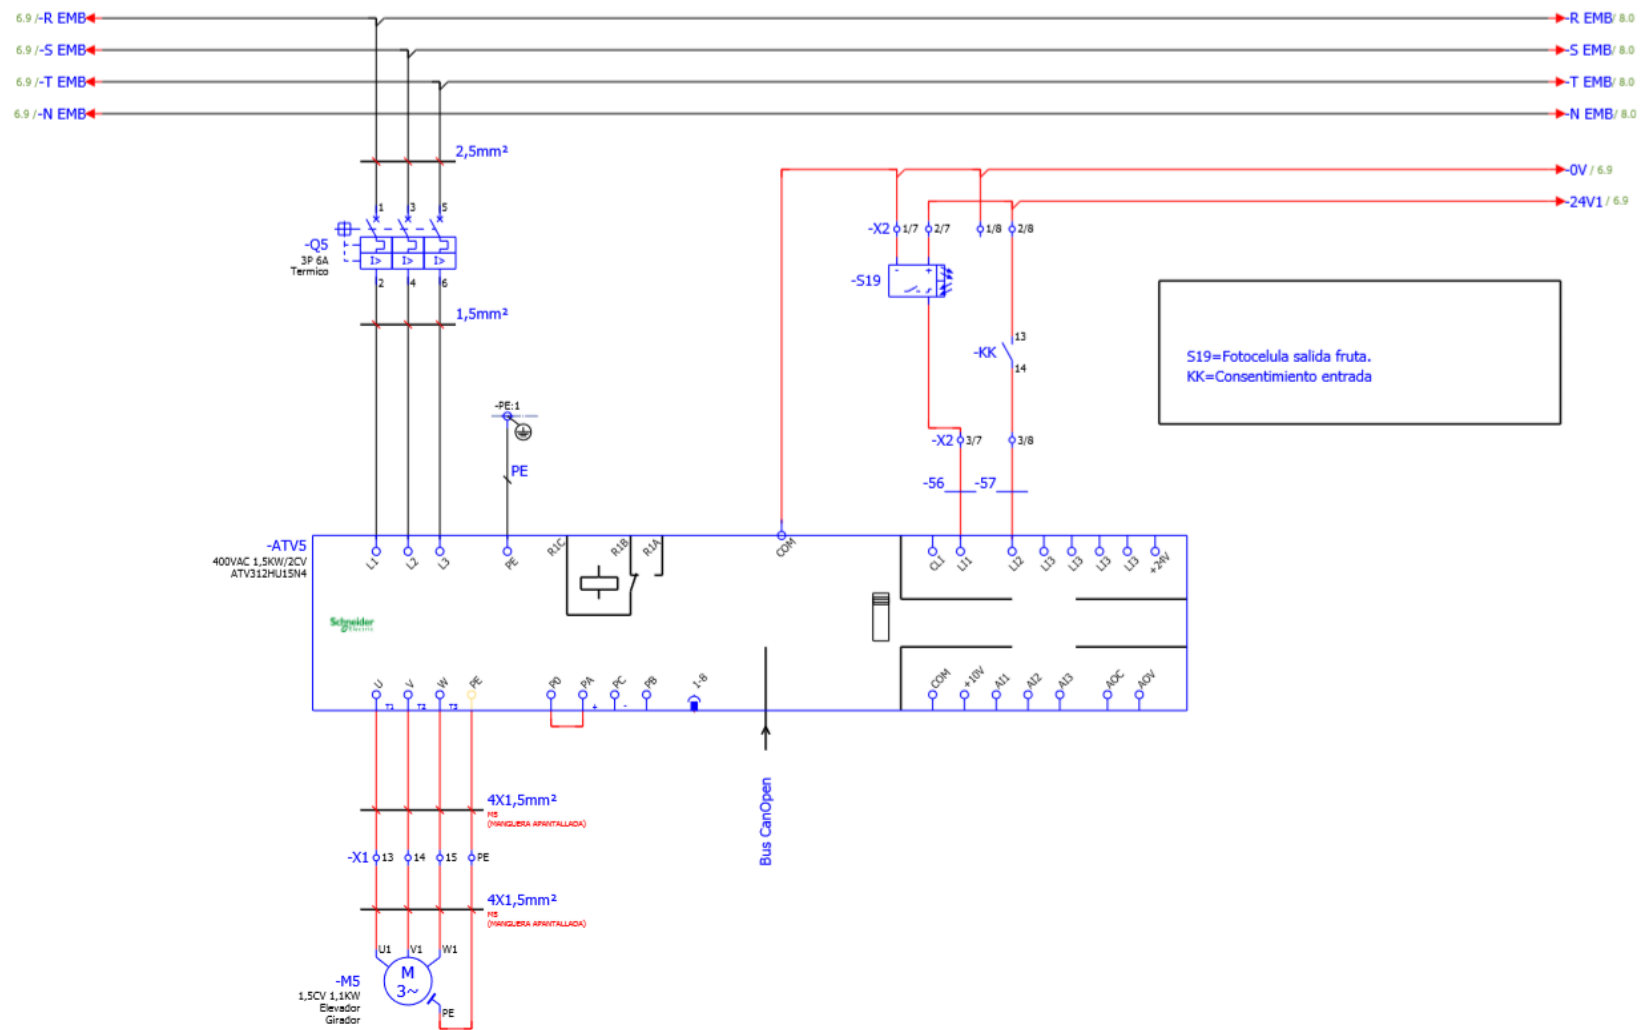 6.9 /-R EMB
-R EMB/ 8.0
6.9 /-S EMB
-S EMB/ 8.0
6.9 /-T EMB
-T EMB/ 8.0
6.9 /-N EMB
-N EMB/ 8.0
2,5mm²
-0V / 6.9
-24V1 / 6.9
1 3 5
-Q5
3P 6A
Termico
I> I> I>
2 4 6
-X2 1/7 2/7 1/8 2/8
-S19
- +
1,5mm²
13
-KK
14
S19=Fotocelula salida fruta.
KK=Consentimiento entrada
-PE:1
PE
-X2 3/7 3/8
-56 -57
-ATV5
400VAC 1,5KW/2CV
ATV312HU15N4
L1 L2 L3 PE R1C R1B R1A COM CLI LI1 LI2 LI3 LI3 LI3 LI3 +24V
Schneider
Electric
U V W PE P0 PA PC PB 1-8 COM +10V AI1 AI2 AI3 AOC AOV
T1 T2 T3 + -
Bus CanOpen
4X1,5mm²
M5
(MANGUERA APANTALLADA)
-X1 13 14 15 PE
4X1,5mm²
M5
(MANGUERA APANTALLADA)
U1 V1 W1
M
3~
-M5
1,5CV 1,1KW
Elevador
Girador
PE